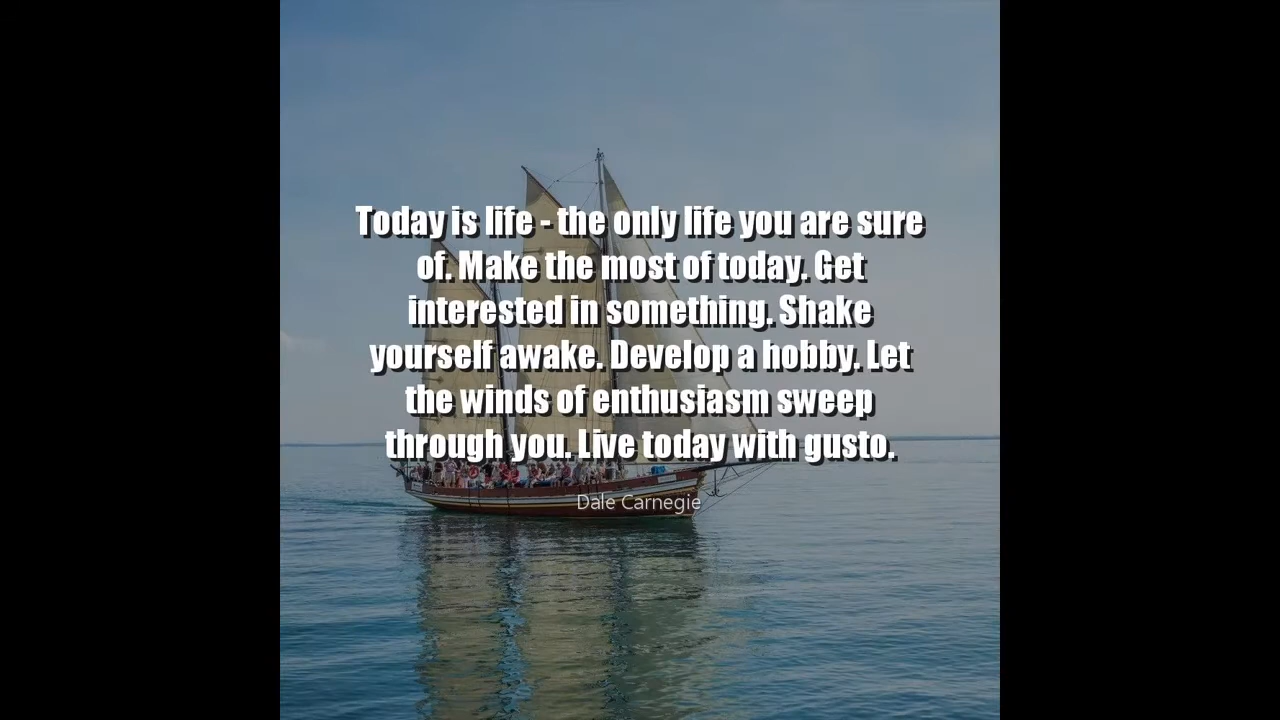 Today is life - the only life you are sure
of. Make the most of today. Get
interested in something. Shake
yourself awake. Develop a hobby. Let
the winds of enthusiasm sweep
through you. Live today with gusto.
Dale Carnegie